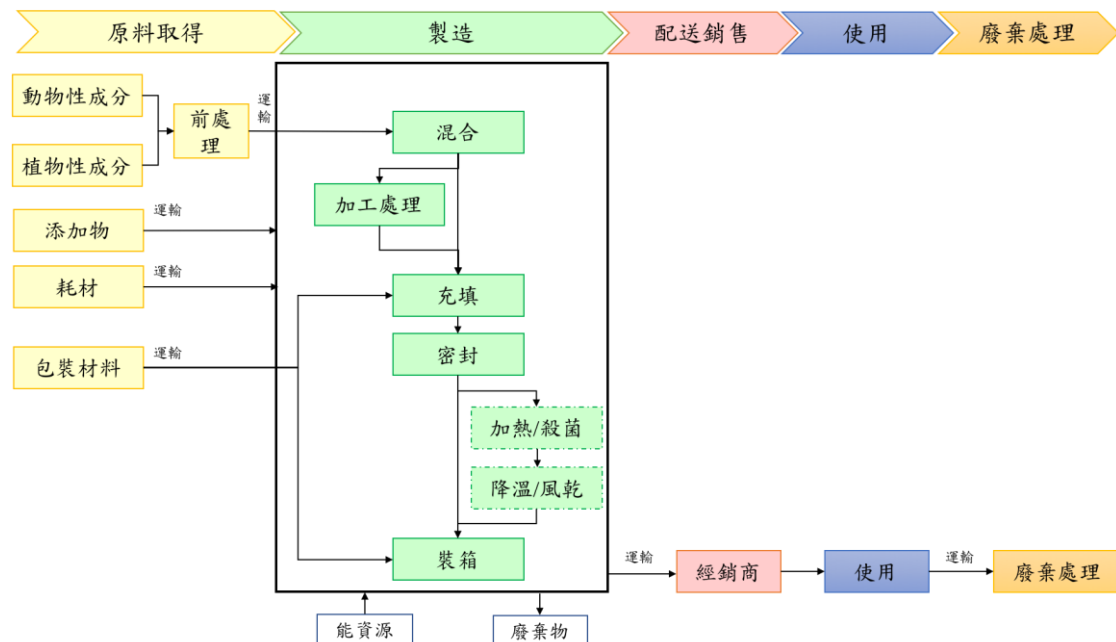 原料取得
製造
配送銷售
使用
廢棄處理
動物性成分
植物性成分
前處
理
運
輸
混合
加工處理
添加物
運輸
耗材
運輸
充填
密封
包裝材料
運輸
加熱/殺菌
降溫/風乾
裝箱
運輸
經銷商
使用
運輸
廢棄處理
能資源
廢棄物